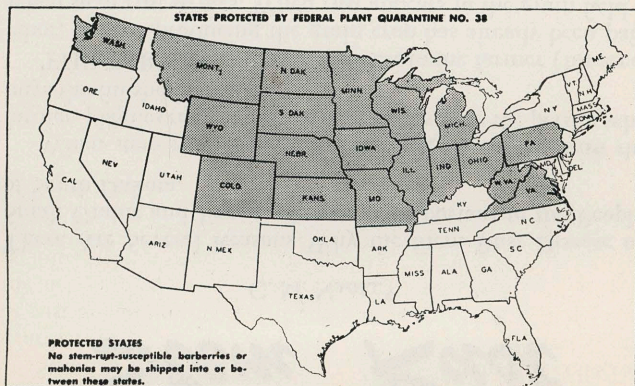 STATES PROTECTED BY FEDERAL PLANT QUARANTINE NO. 38
WASH.
MONT.
N DAK
MINN
ME.
ORE.
IDAHO
WYO
S DAK
WIS.
MICH.
N Y
VT.
N H
MASS
CONN
NEV
UTAH
COLO.
NEBR.
IOWA
ILL
IND
OHIO
PA
N J
MD
DEL
CAL
KANS.
MO
KY
W.VA.
VA
ARIZ
N MEX
OKLA.
ARK
TENN
N C
S C
TEXAS
LA
MISS
ALA
GA
FLA
PROTECTED STATES
No stem-rust-susceptible barberries or
mahonias may be shipped into or be-
tween these states.